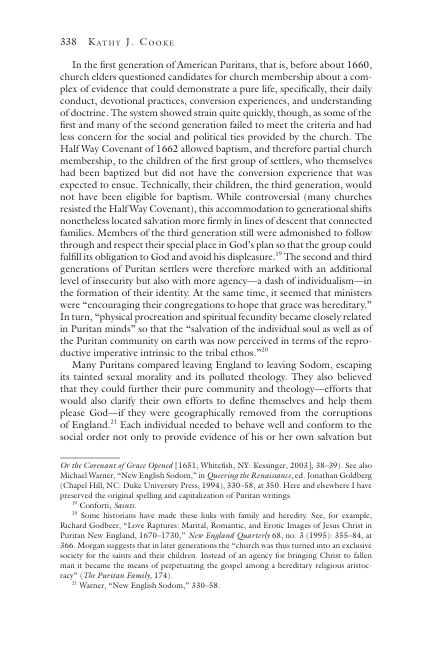 338 Kathy J. Cooke
In the first generation of American Puritans, that is, before about 1660,
church elders questioned candidates for church membership about a com-
plex of evidence that could demonstrate a pure life, specifically, their daily
conduct, devotional practices, conversion experiences, and understanding
of doctrine. The system showed strain quite quickly, though, as some of the
first and many of the second generation failed to meet the criteria and had
less concern for the social and political ties provided by the church. The
Half Way Covenant of 1662 allowed baptism, and therefore partial church
membership, to the children of the first group of settlers, who themselves
had been baptized but did not have the conversion experience that was
expected to ensue. Technically, their children, the third generation, would
not have been eligible for baptism. While controversial (many churches
resisted the Half Way Covenant), this accommodation to generational shifts
nonetheless located salvation more firmly in lines of descent that connected
families. Members of the third generation still were admonished to follow
through and respect their special place in God's plan so that the group could
fulfill its obligation to God and avoid his displeasure.19 The second and third
generations of Puritan settlers were therefore marked with an additional
level of insecurity but also with more agency—a dash of individualism—in
the formation of their identity. At the same time, it seemed that ministers
were “encouraging their congregations to hope that grace was hereditary.”
In turn, “physical procreation and spiritual fecundity became closely related
in Puritan minds” so that the “salvation of the individual soul as well as of
the Puritan community on earth was now perceived in terms of the repro-
ductive imperative intrinsic to the tribal ethos.”20
Many Puritans compared leaving England to leaving Sodom, escaping
its tainted sexual morality and its polluted theology. They also believed
that they could further their pure community and theology—efforts that
would also clarify their own efforts to define themselves and help them
please God—if they were geographically removed from the corruptions
of England.21 Each individual needed to behave well and conform to the
social order not only to provide evidence of his or her own salvation but
Or the Covenant of Grace Opened [1651; Whitefish, NY: Kessinger, 2003], 38–39). See also
Michael Warner, “New English Sodom,” in Queering the Renaissance, ed. Jonathan Goldberg
(Chapel Hill, NC: Duke University Press, 1994), 330–58, at 350. Here and elsewhere I have
preserved the original spelling and capitalization of Puritan writings.
19 Conforti, Saints.
20 Some historians have made these links with family and heredity. See, for example,
Richard Godbeer, “Love Raptures: Marital, Romantic, and Erotic Images of Jesus Christ in
Puritan New England, 1670–1730,” New England Quarterly 68, no. 3 (1995): 355–84, at
366. Morgan suggests that in later generations the “church was thus turned into an exclusive
society for the saints and their children. Instead of an agency for bringing Christ to fallen
man it became the means of perpetuating the gospel among a hereditary religious aristoc-
racy” (The Puritan Family, 174).
21 Warner, “New English Sodom,” 330–58.